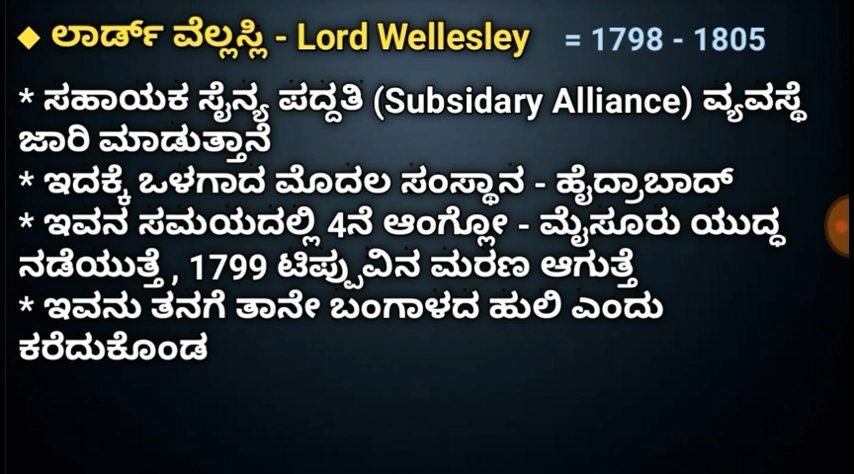 ◆ ಲಾರ್ಡ್ ವೆಲ್ಲಸ್ಲಿ - Lord Wellesley = 1798 - 1805
* ಸಹಾಯಕ ಸೈನ್ಯ ಪದ್ದತಿ (Subsidary Alliance) ವ್ಯವಸ್ಥೆ
ಜಾರಿ ಮಾಡುತ್ತಾನೆ
* ಇದಕ್ಕೆ ಒಳಗಾದ ಮೊದಲ ಸಂಸ್ಥಾನ - ಹೈದ್ರಾಬಾದ್
* ಇವನ ಸಮಯದಲ್ಲಿ 4ನೆ ಆಂಗ್ಲೋ - ಮೈಸೂರು ಯುದ್ಧ
ನಡೆಯುತ್ತೆ , 1799 ಟಿಪ್ಪುವಿನ ಮರಣ ಆಗುತ್ತೆ
* ಇವನು ತನಗೆ ತಾನೇ ಬಂಗಾಳದ ಹುಲಿ ಎಂದು
ಕರೆದುಕೊಂಡ